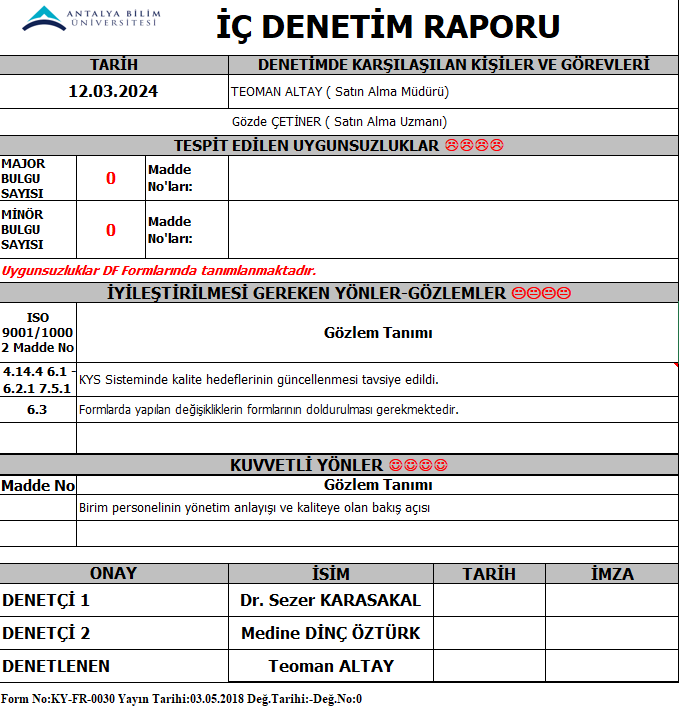 ANTALYA BİLİM
ÜNİVERSİTESİ
İÇ DENETİM RAPORU
TARİH DENETİMDE KARŞILAŞILAN KİŞİLER VE GÖREVLERİ
12.03.2024 TEOMAN ALTAY ( Satın Alma Müdürü)
Gözde ÇETİNER ( Satın Alma Uzmanı)
TESPİT EDİLEN UYGUNSUZLUKLAR ☹☹☹☹
MAJOR
BULGU
SAYISI
0
Madde
No'ları:
MİNÖR
BULGU
SAYISI
0
Madde
No'ları:
Uygunsuzluklar DF Formlarında tanımlanmaktadır.
İYİLEŞTİRİLMESİ GEREKEN YÖNLER-GÖZLEMLER 😐😐😐😐
ISO
9001/1000
2 Madde No
Gözlem Tanımı
4.14.4 6.1 -
6.2.1 7.5.1
KYS Sisteminde kalite hedeflerinin güncellenmesi tavsiye edildi.
6.3 Formlarda yapılan değişikliklerin formlarının doldurulması gerekmektedir.
KUVVETLİ YÖNLER ☺☺☺☺
Madde No Gözlem Tanımı
Birim personelinin yönetim anlayışı ve kaliteye olan bakış açısı
ONAY İSİM TARİH İMZA
DENETÇİ 1 Dr. Sezer KARASAKAL
DENETÇİ 2 Medine DİNÇ ÖZTÜRK
DENETLENEN Teoman ALTAY
Form No:KY-FR-0030 Yayın Tarihi:03.05.2018 Değ.Tarihi:-Değ.No:0